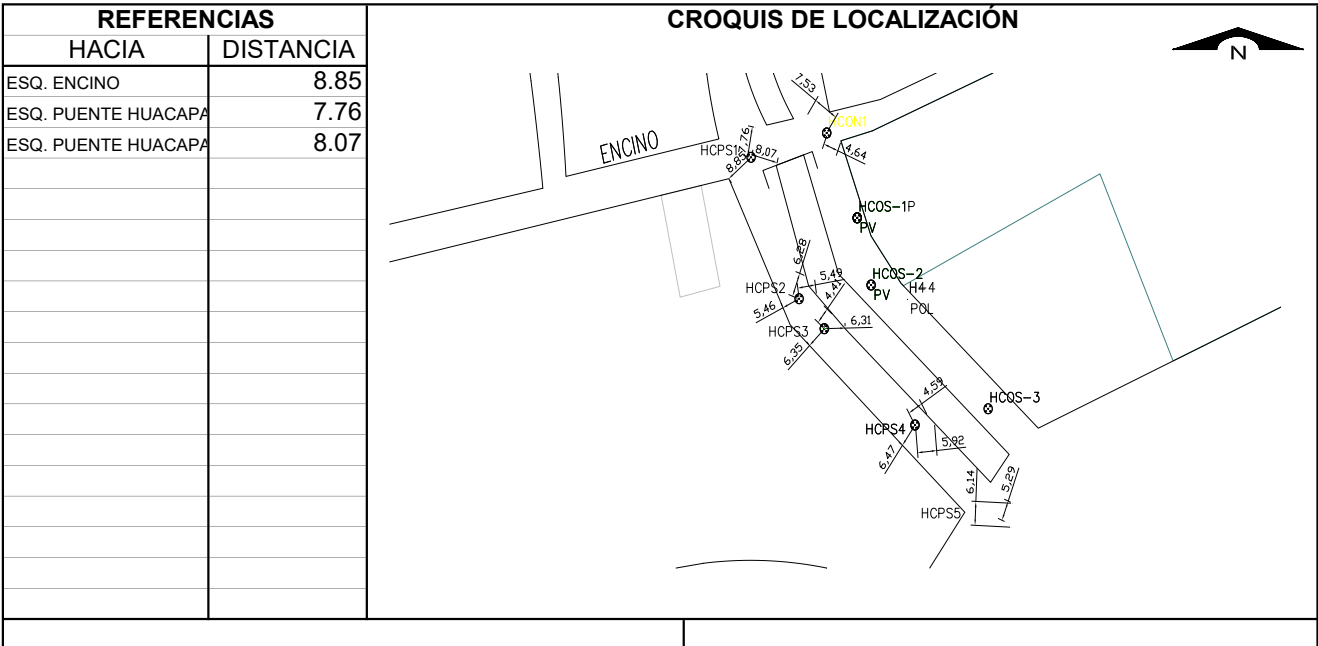 REFERENCIAS
HACIA DISTANCIA
ESQ. ENCINO 8.85
ESQ. PUENTE HUACAPA 7.76
ESQ. PUENTE HUACAPA 8.07
CROQUIS DE LOCALIZACIÓN
N
7,53
HCON1
ENCINO
7,76
HCPS1
8,85
8,07
4,64
HCOS-1P
PV
6,28
5,49
HCOS-2
PV
H44
POL
HCPS2
5,46
HCPS3
6,31
6,35
4,59
HCOS-3
HCPS4
5,92
6,47
6,14
5,29
HCPS5